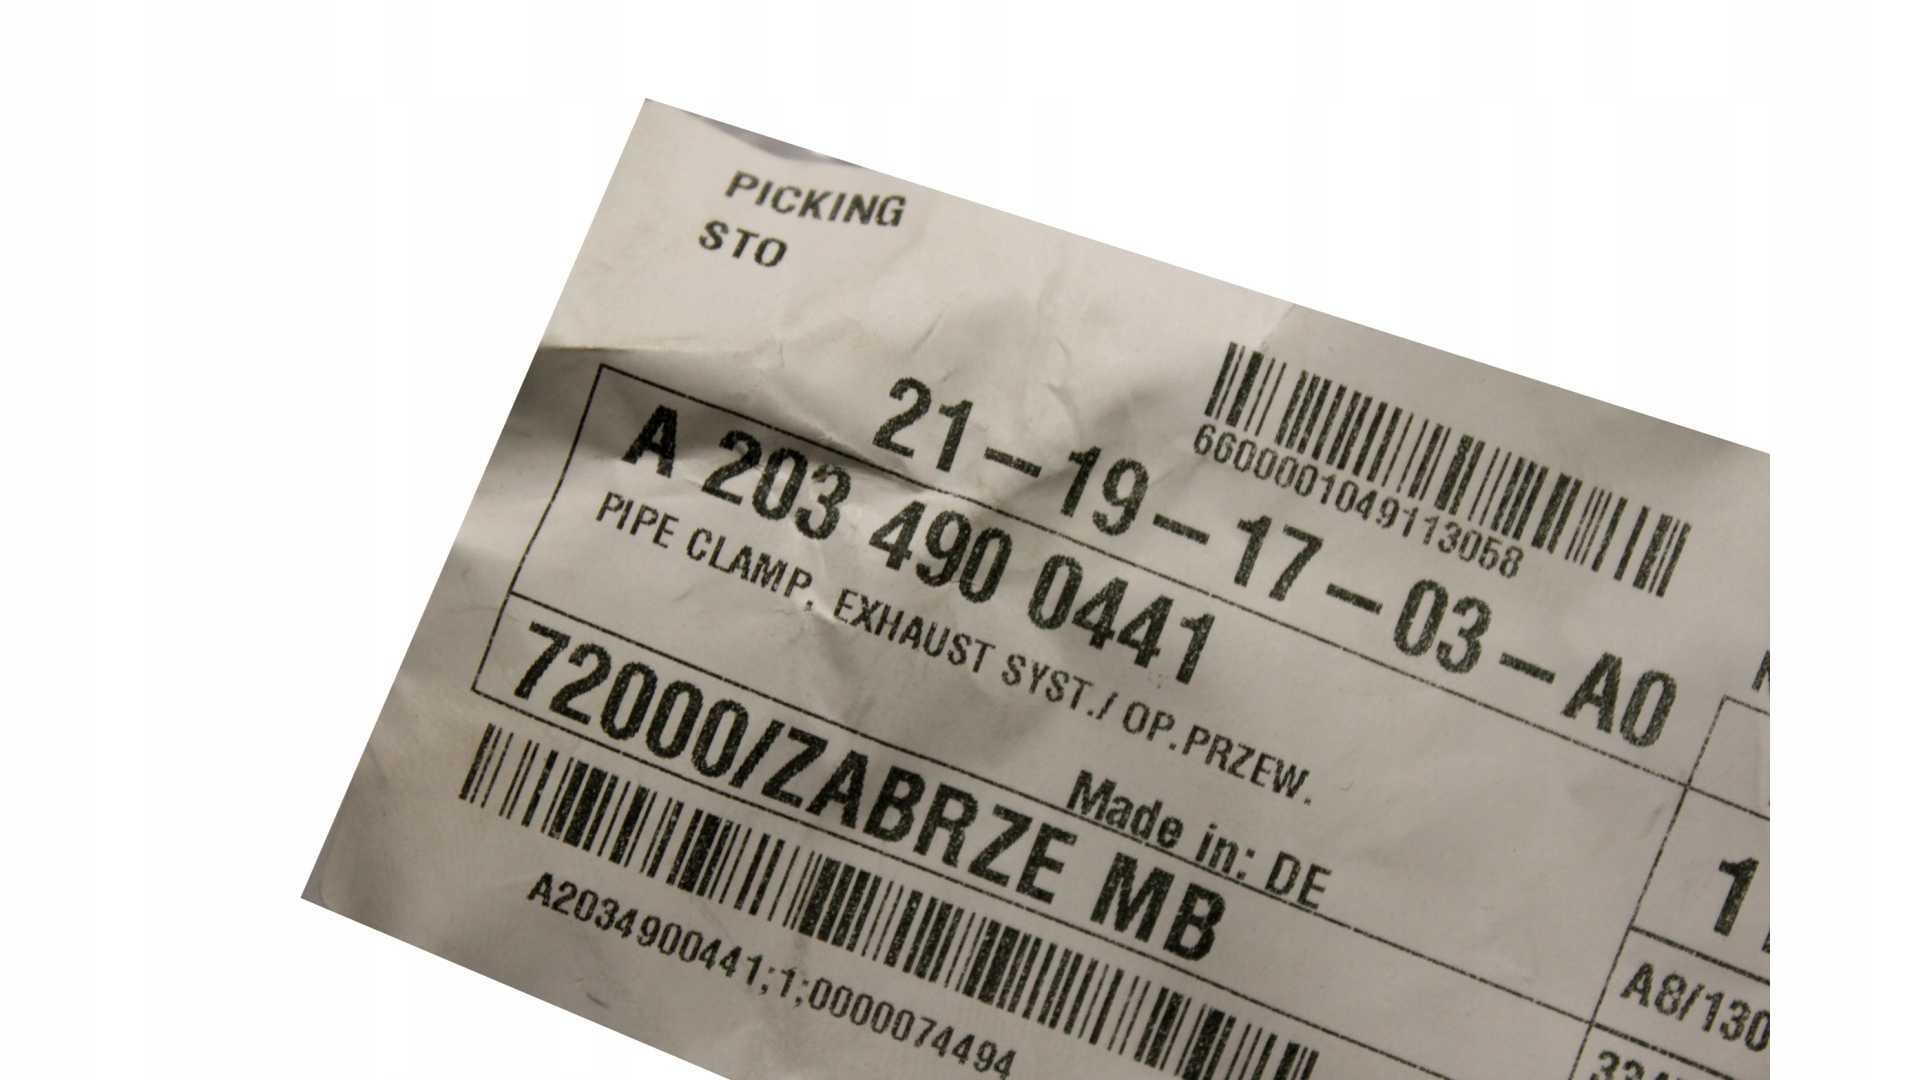 PICKING
STO
6600001049113058
21-19-17-03-A0
A 203 490 0441
PIPE CLAMP, EXHAUST SYST./ OP.PRZEW.
Made in: DE
72000/ZABRZE MB
A2034900441;1;0000074494
A8/130